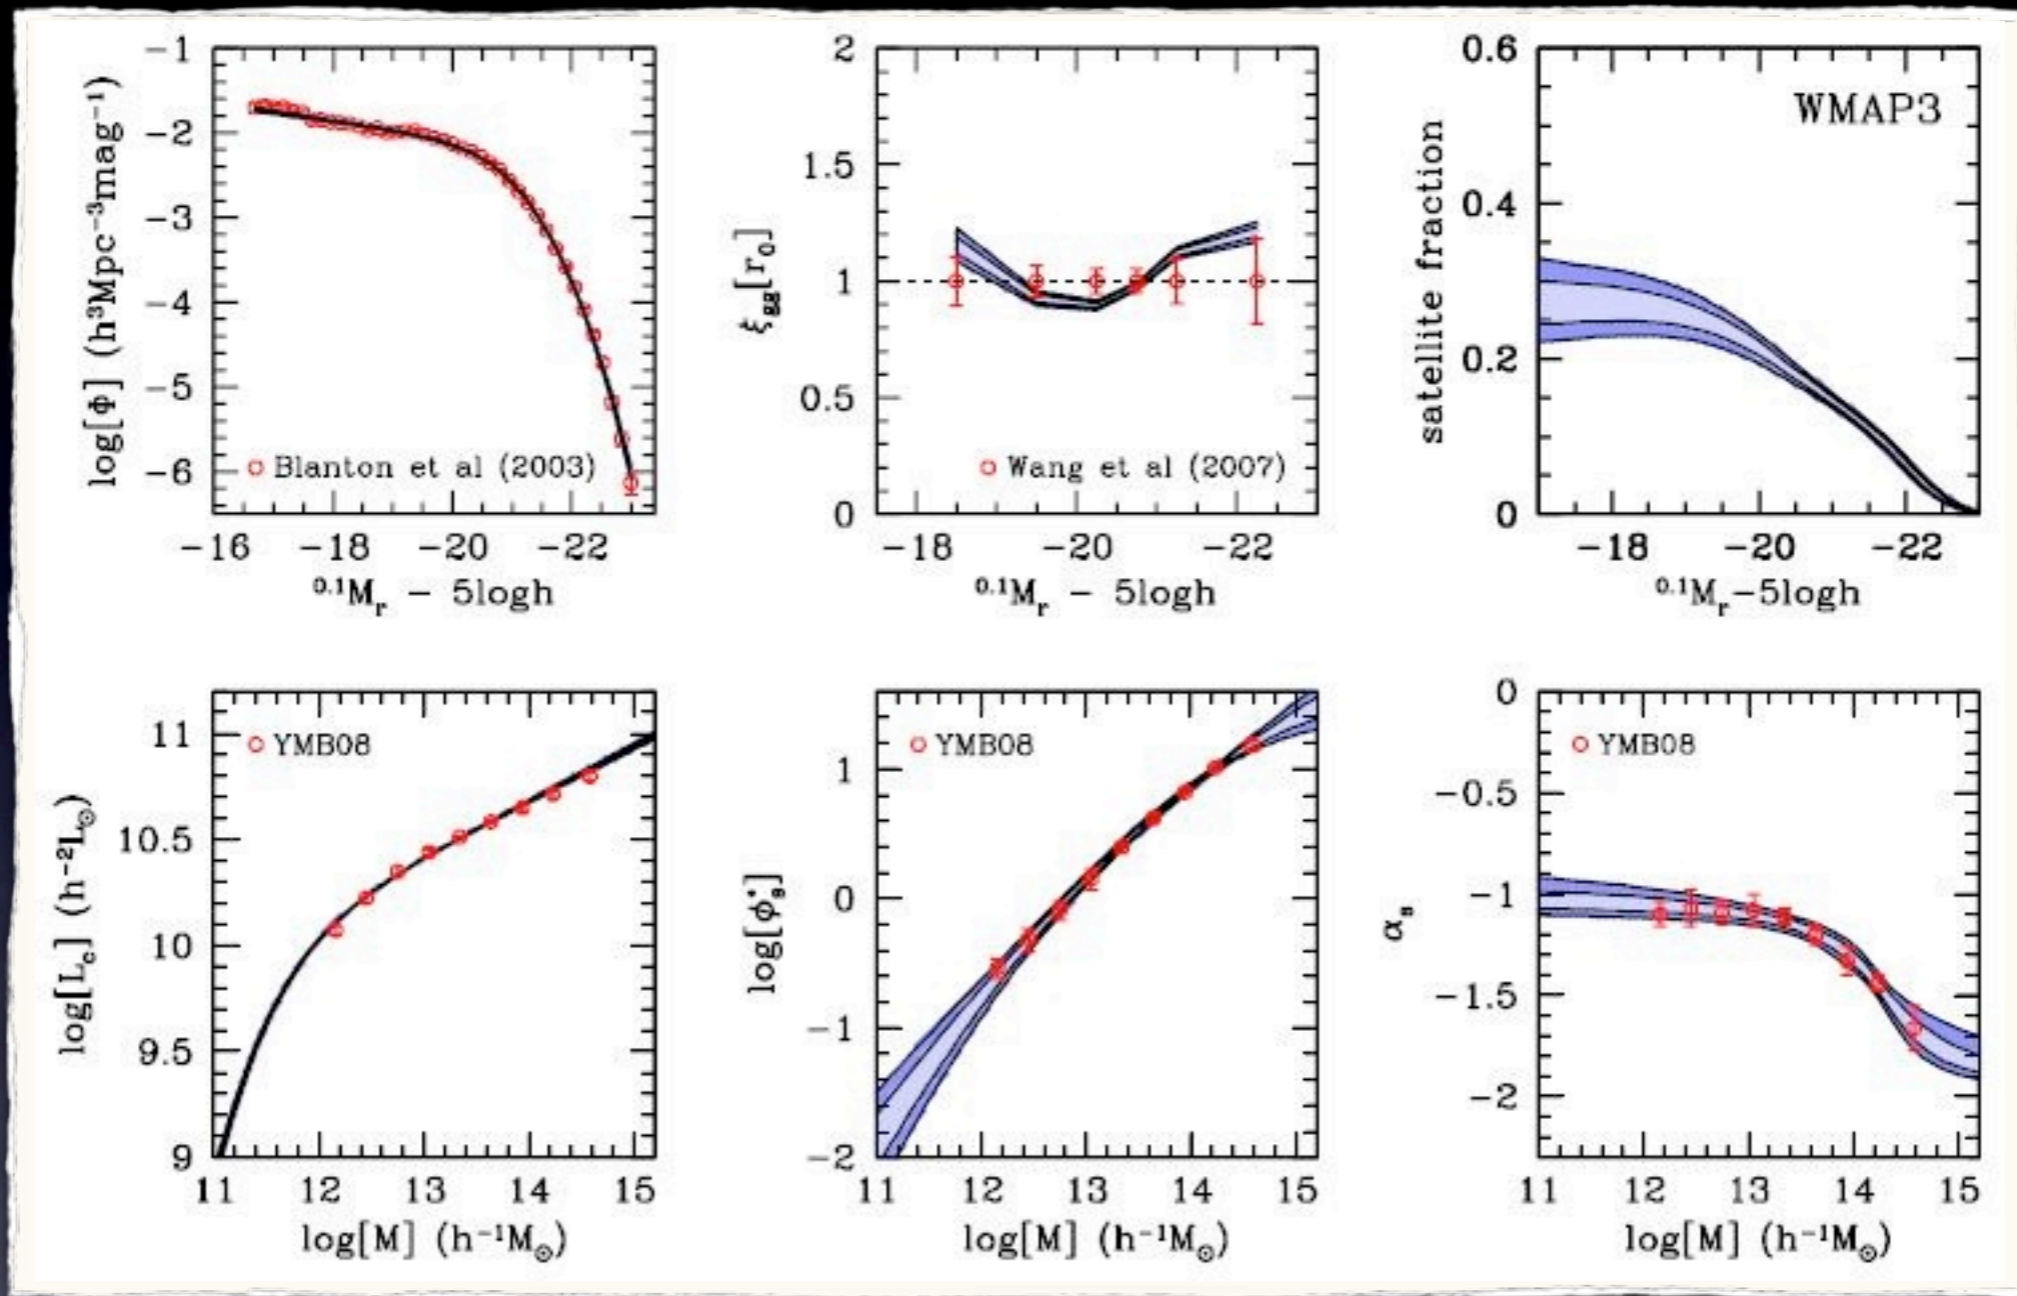 log[Φ] (h³Mpc⁻³mag⁻¹)
-1
-2
-3
-4
-5
-6
Blanton et al (2003)
-16 -18 -20 -22
⁰·¹Mᵣ - 5logh
ξgg[r₀]
2
1.5
1
0.5
0
Wang et al (2007)
-18 -20 -22
⁰·¹Mᵣ - 5logh
satellite fraction
0.6
0.4
0.2
0
WMAP3
-18 -20 -22
⁰·¹Mᵣ-5logh
log[L_c] (h⁻²L⊙)
11
10.5
10
9.5
9
YMB08
11 12 13 14 15
log[M] (h⁻¹M⊙)
log[ϕ*ₛ]
1
0
-1
-2
YMB08
11 12 13 14 15
log[M] (h⁻¹M⊙)
αₛ
0
-0.5
-1
-1.5
-2
YMB08
11 12 13 14 15
log[M] (h⁻¹M⊙)